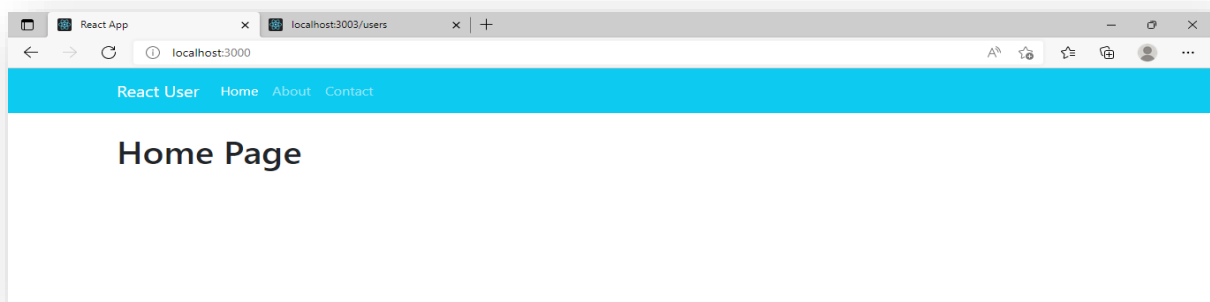 React App localhost:3003/users
localhost:3000
React User Home About Contact
Home Page